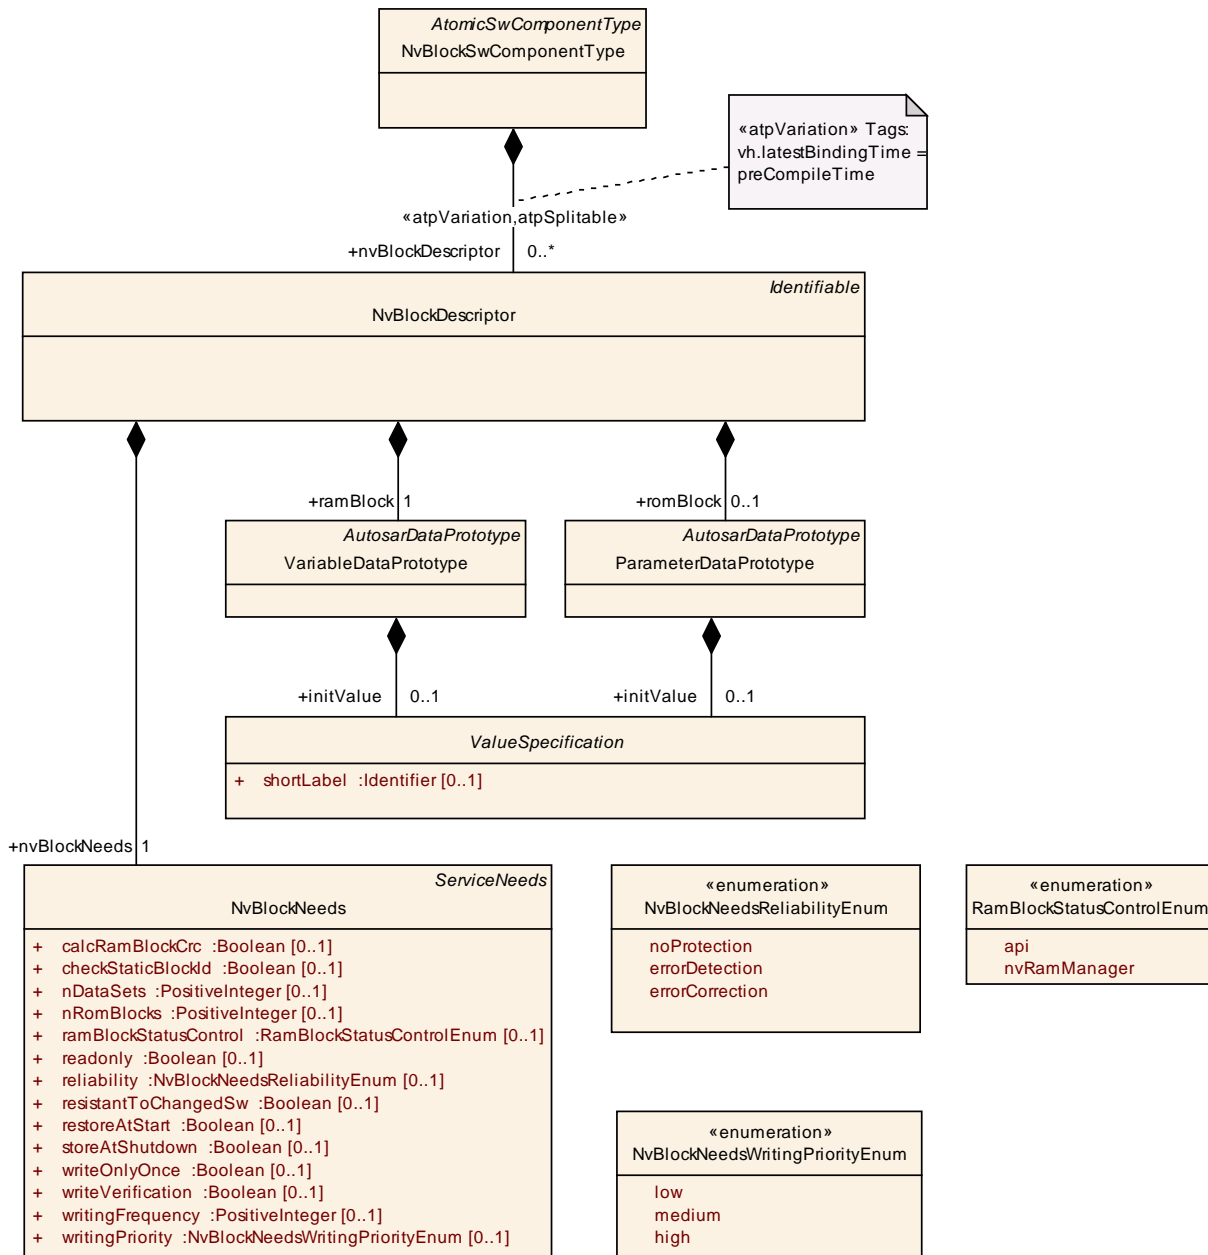 AtomicSwComponentType
NvBlockSwComponentType
«atpVariation» Tags:
vh.latestBindingTime =
preCompileTime
«atpVariation,atpSplitable»
+nvBlockDescriptor 0..*
Identifiable
NvBlockDescriptor
+ramBlock 1
+romBlock 0..1
AutosarDataPrototype
VariableDataPrototype
AutosarDataPrototype
ParameterDataPrototype
+initValue 0..1
+initValue 0..1
ValueSpecification
+ shortLabel :Identifier [0..1]
+nvBlockNeeds 1
ServiceNeeds
NvBlockNeeds
+ calcRamBlockCrc :Boolean [0..1]
+ checkStaticBlockId :Boolean [0..1]
+ nDataSets :PositiveInteger [0..1]
+ nRomBlocks :PositiveInteger [0..1]
+ ramBlockStatusControl :RamBlockStatusControlEnum [0..1]
+ readonly :Boolean [0..1]
+ reliability :NvBlockNeedsReliabilityEnum [0..1]
+ resistantToChangedSw :Boolean [0..1]
+ restoreAtStart :Boolean [0..1]
+ storeAtShutdown :Boolean [0..1]
+ writeOnlyOnce :Boolean [0..1]
+ writeVerification :Boolean [0..1]
+ writingFrequency :PositiveInteger [0..1]
+ writingPriority :NvBlockNeedsWritingPriorityEnum [0..1]
«enumeration»
NvBlockNeedsReliabilityEnum
noProtection
errorDetection
errorCorrection
«enumeration»
RamBlockStatusControlEnum
api
nvRamManager
«enumeration»
NvBlockNeedsWritingPriorityEnum
low
medium
high